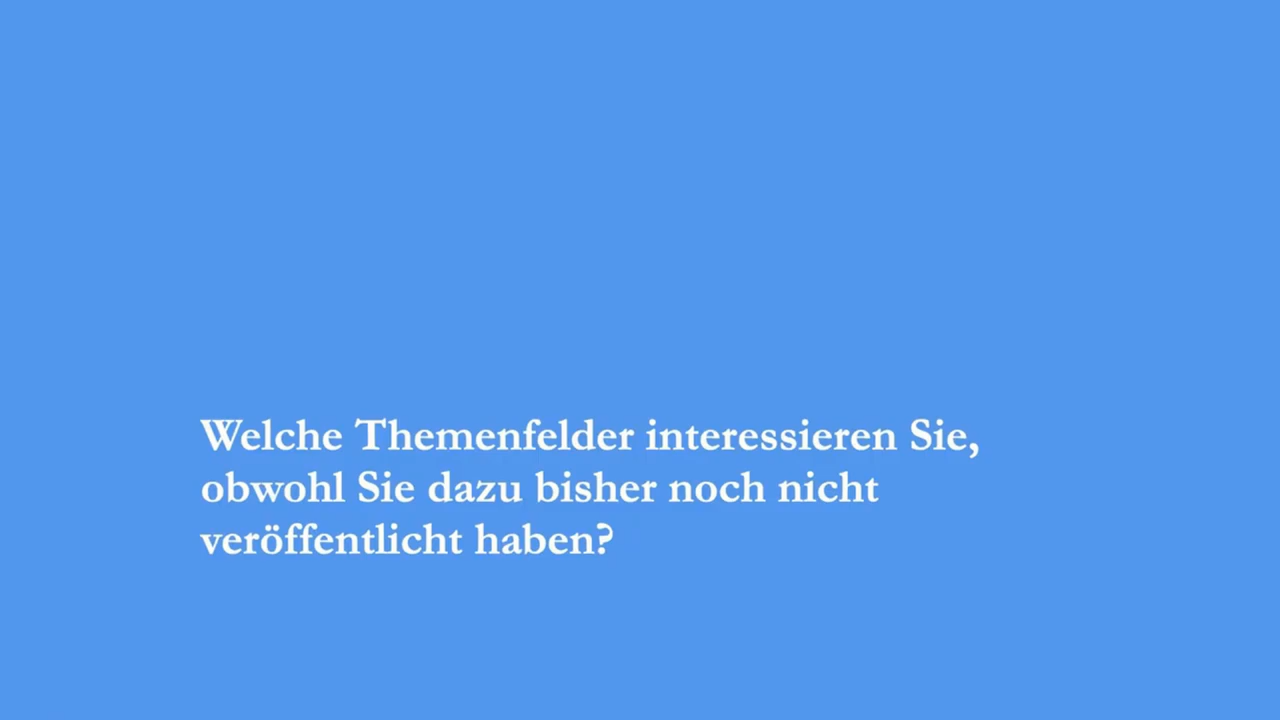 Welche Themenfelder interessieren Sie,
obwohl Sie dazu bisher noch nicht
veröffentlicht haben?